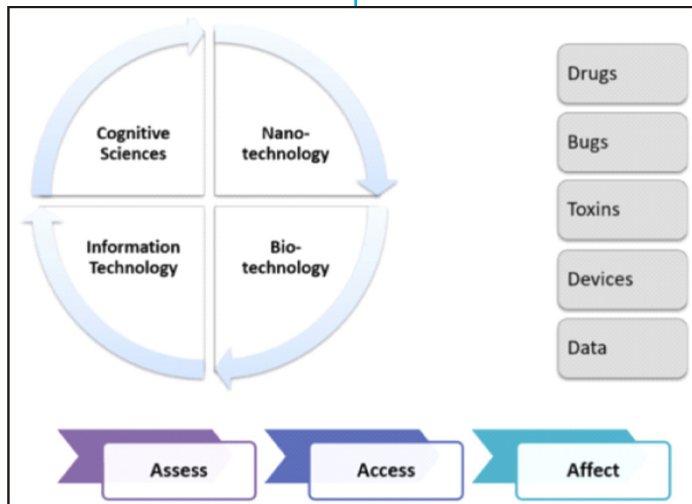 Cognitive
Sciences
Nano-
technology
Information
Technology
Bio-
technology
Drugs
Bugs
Toxins
Devices
Data
Assess
Access
Affect